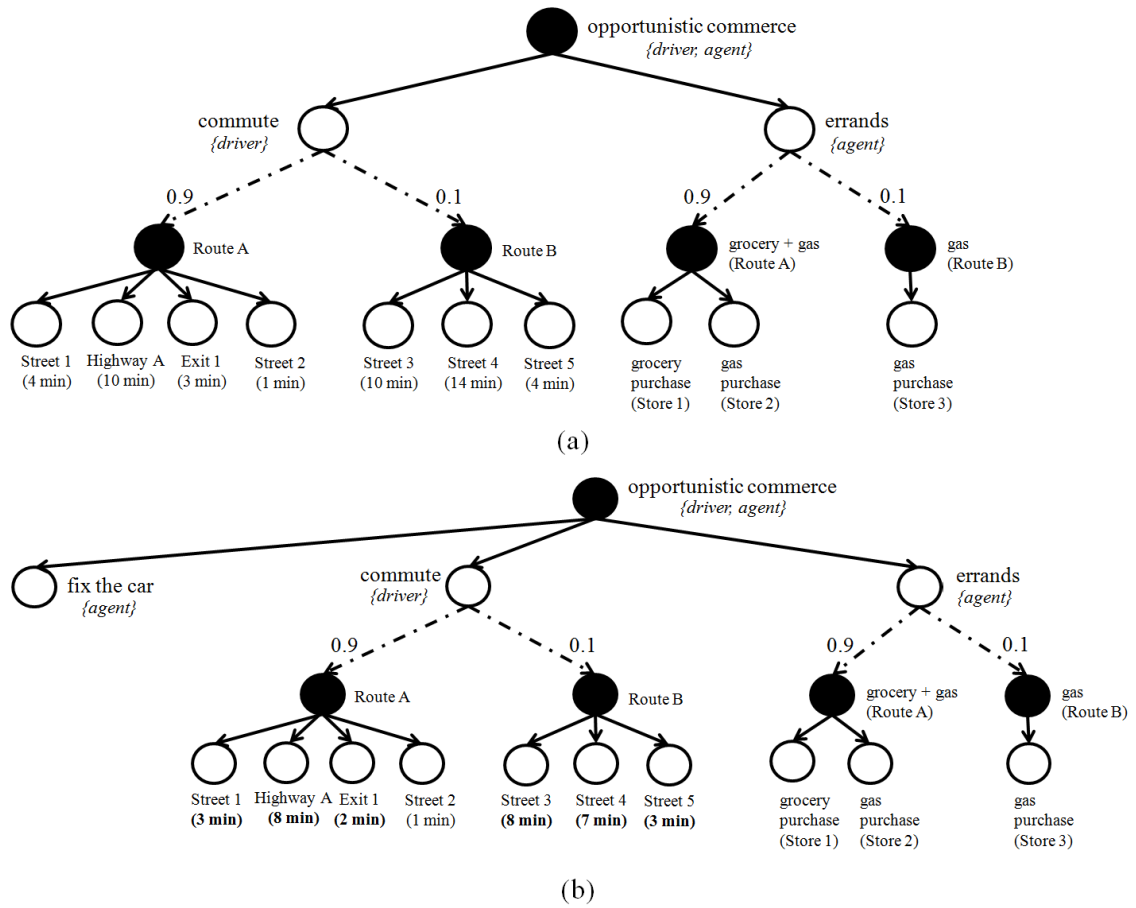 opportunistic commerce
{driver, agent}
commute
{driver}
errands
{agent}
0.9
0.1
0.9
0.1
Route A
Route B
grocery + gas
(Route A)
gas
(Route B)
Street 1
(4 min)
Highway A
(10 min)
Exit 1
(3 min)
Street 2
(1 min)
Street 3
(10 min)
Street 4
(14 min)
Street 5
(4 min)
grocery
purchase
(Store 1)
gas
purchase
(Store 2)
gas
purchase
(Store 3)
(a)
opportunistic commerce
{driver, agent}
fix the car
{agent}
commute
{driver}
errands
{agent}
0.9
0.1
0.9
0.1
Route A
Route B
grocery + gas
(Route A)
gas
(Route B)
Street 1
(3 min)
Highway A
(8 min)
Exit 1
(2 min)
Street 2
(1 min)
Street 3
(8 min)
Street 4
(7 min)
Street 5
(3 min)
grocery
purchase
(Store 1)
gas
purchase
(Store 2)
gas
purchase
(Store 3)
(b)